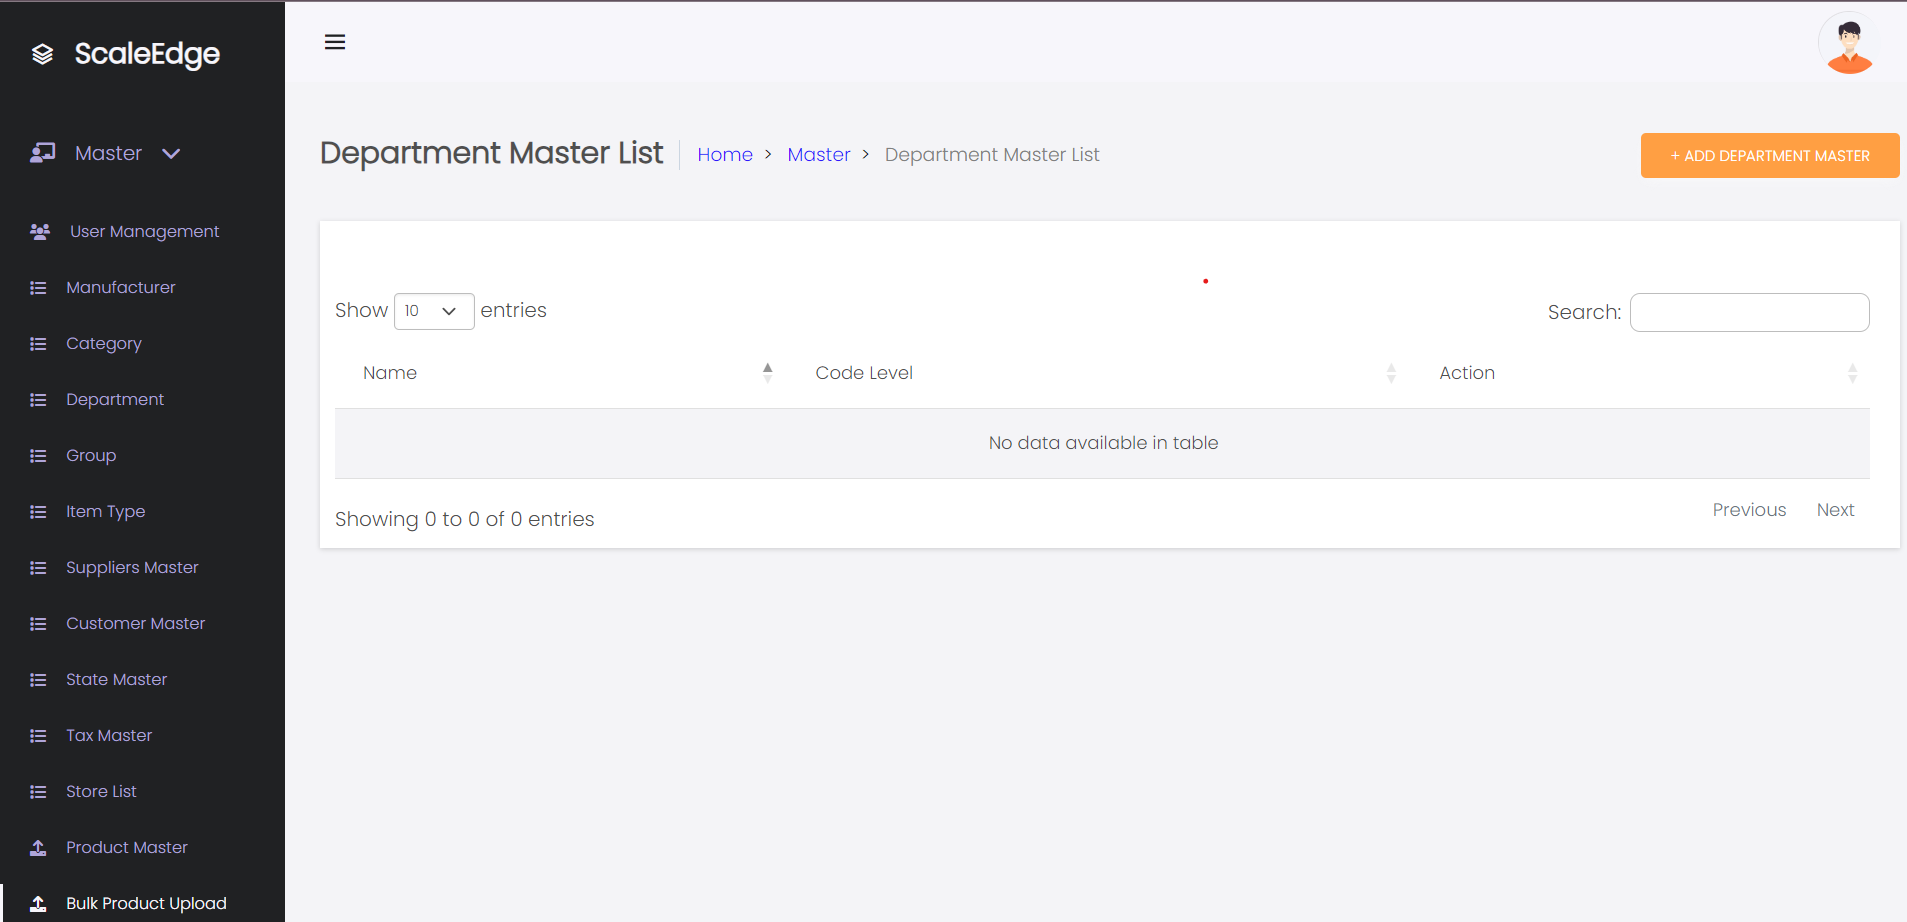 ScaleEdge
Master
User Management
Manufacturer
Category
Department
Group
Item Type
Suppliers Master
Customer Master
State Master
Tax Master
Store List
Product Master
Bulk Product Upload
Department Master List
Home > Master > Department Master List
+ ADD DEPARTMENT MASTER
Show 10 entries
Search:
Name Code Level Action
No data available in table
Showing 0 to 0 of 0 entries
Previous Next